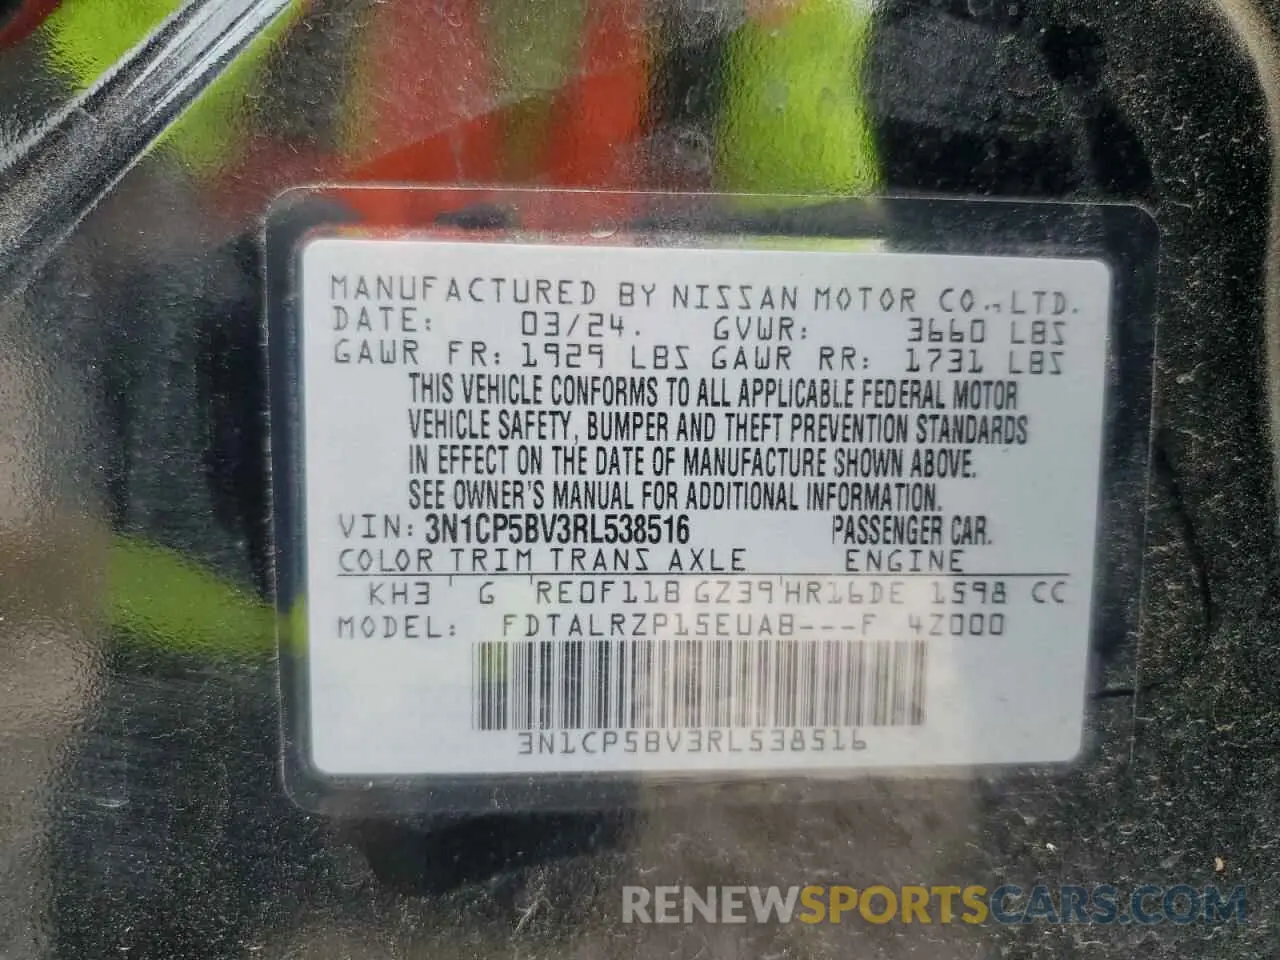 MANUFACTURED BY NISSAN MOTOR CO., LTD.
DATE: 03/24. GVWR: 3660 LBS
GAWR FR: 1929 LBS GAWR RR: 1731 LBS
THIS VEHICLE CONFORMS TO ALL APPLICABLE FEDERAL MOTOR
VEHICLE SAFETY, BUMPER AND THEFT PREVENTION STANDARDS
IN EFFECT ON THE DATE OF MANUFACTURE SHOWN ABOVE.
SEE OWNER'S MANUAL FOR ADDITIONAL INFORMATION.
VIN: 3N1CP5BV3RL538516 PASSENGER CAR.
COLOR TRIM TRANS AXLE ENGINE
KH3 G RE0F11B GZ39 HR16DE 1598 CC
MODEL: FDTALRZP15EUAB---F 4Z000
3N1CP5BV3RL538516
RENEWSPORTSCARS.COM